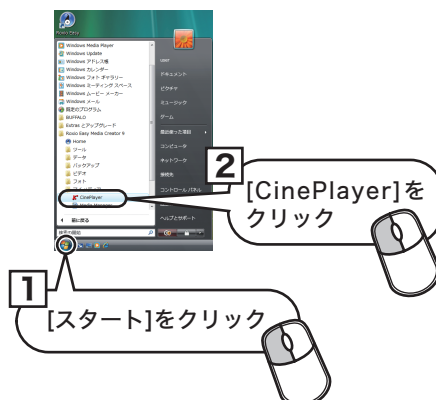 Roxio Easy
Windows Media Player
Windows Update
Windows アドレス帳
Windows カレンダー
Windows フォト ギャラリー
Windows ミーティング スペース
Windows ムービー メーカー
Windows メール
既定のプログラム
BUFFALO
Extras とアップグレード
Roxio Easy Media Creator 9
Home
ツール
データ
バックアップ
ビデオ
フォト
CinePlayer
前に戻る
検索の開始
user
ドキュメント
ピクチャ
ミュージック
ゲーム
最近使った項目
コンピュータ
ネットワーク
接続先
コントロール パネル
ヘルプとサポート
2
[CinePlayer]を
クリック
1
[スタート]をクリック